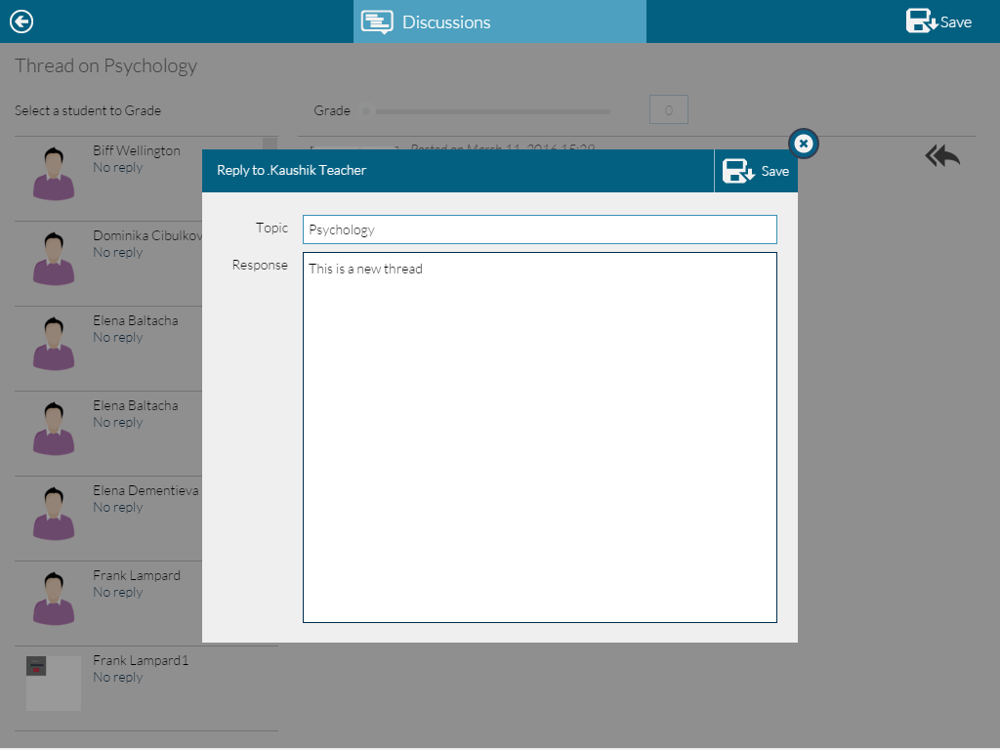 Discussions
Save
Thread on Psychology
Select a student to Grade
Grade
0
Biff Wellington
No reply
Posted on March 11, 2016 15:29
Reply to .Kaushik Teacher
Save
Topic
Psychology
Response
This is a new thread
Dominika Cibulkov
No reply
Elena Baltacha
No reply
Elena Baltacha
No reply
Elena Dementieva
No reply
Frank Lampard
No reply
Frank Lampard1
No reply